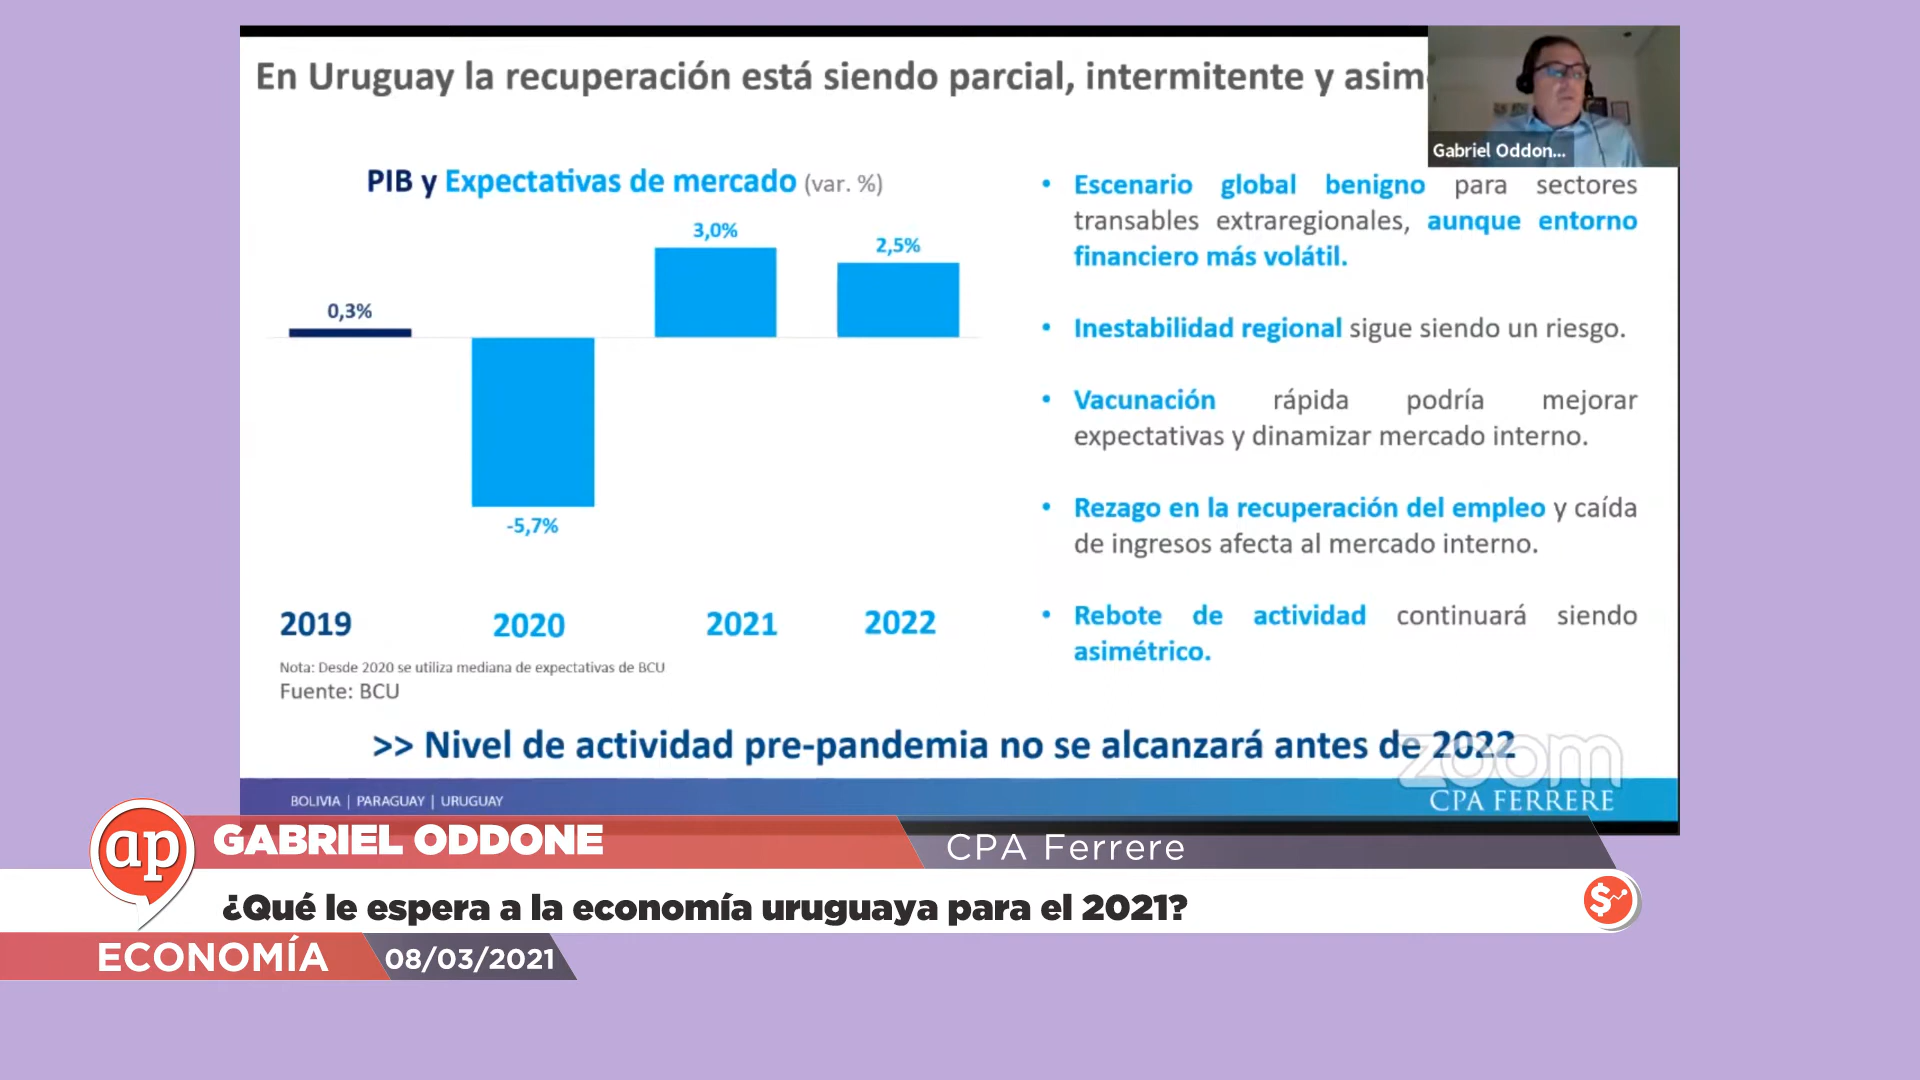 En Uruguay la recuperación está siendo parcial, intermitente y
Gabriel Oddon...
PIB y Expectativas de mercado (var. %)
0,3%
-5,7%
3,0%
2,5%
2019 2020 2021 2022
Nota: Desde 2020 se utiliza mediana de expectativas de BCU
Fuente: BCU
• Escenario global benigno para sectores
transables extraregionales, aunque entorno
financiero más volátil.
• Inestabilidad regional sigue siendo un riesgo.
• Vacunación rápida podría mejorar
expectativas y dinamizar mercado interno.
• Rezago en la recuperación del empleo y caída
de ingresos afecta al mercado interno.
• Rebote de actividad continuará siendo
asimétrico.
>> Nivel de actividad pre-pandemia no se alcanzará antes de 2022
zoom
BOLIVIA | PARAGUAY | URUGUAY
CPA FERRERE
ap
GABRIEL ODDONE
CPA Ferrere
¿Qué le espera a la economía uruguaya para el 2021?
$
ECONOMÍA
08/03/2021